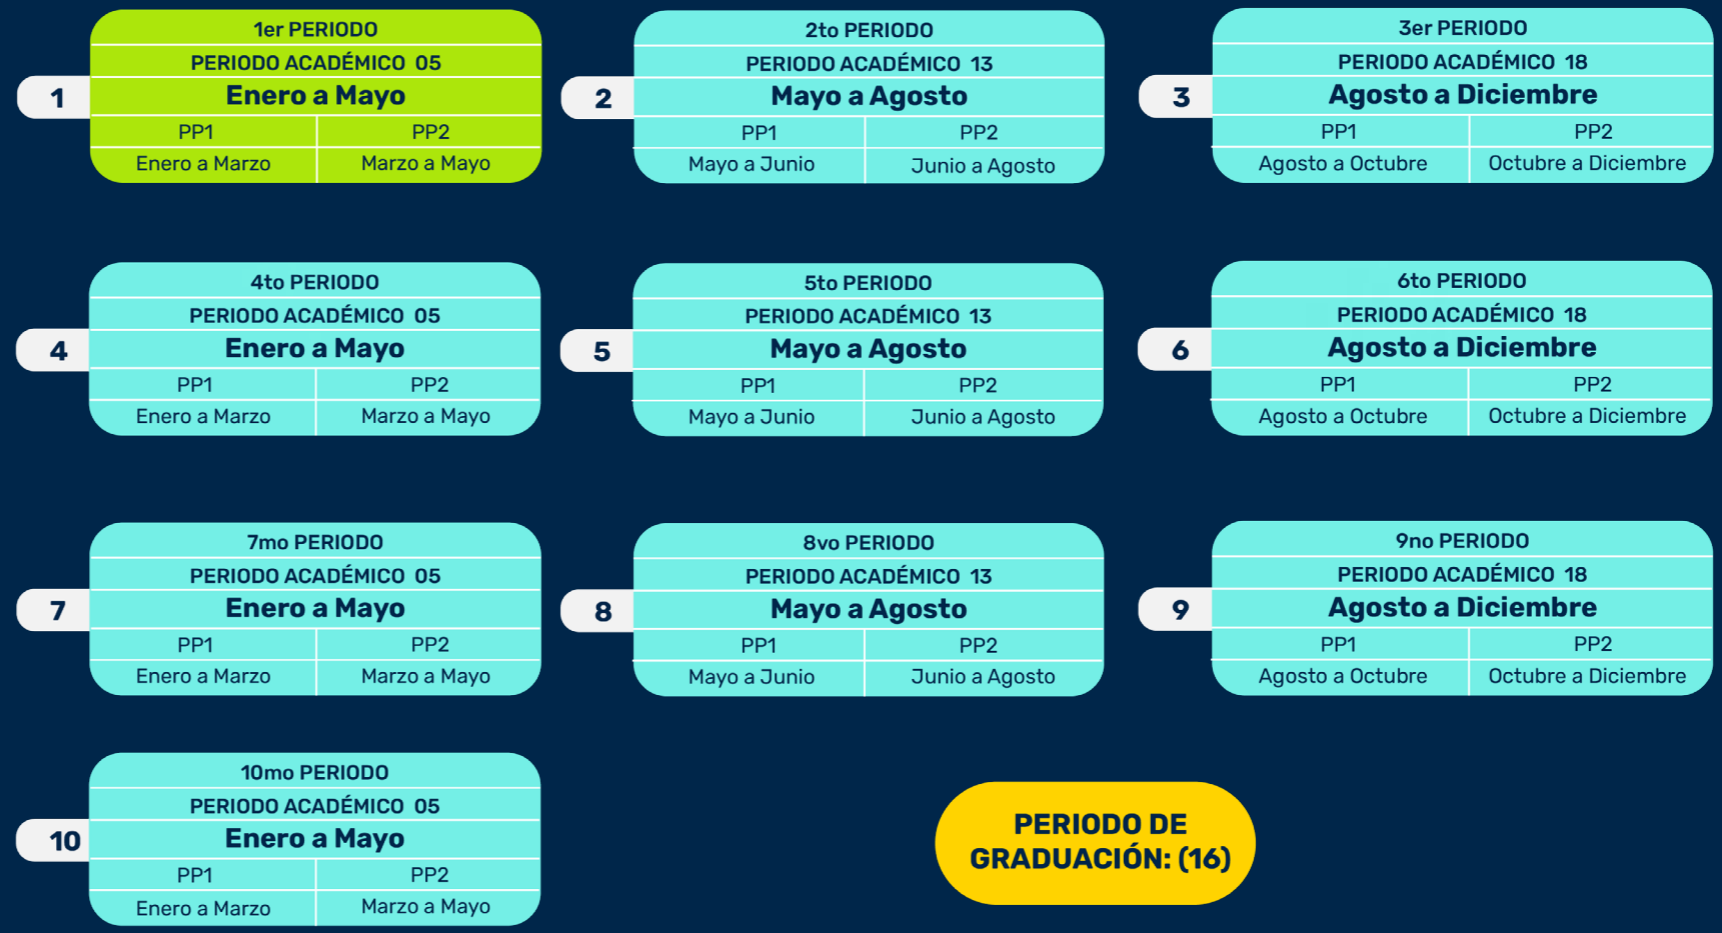 1er PERIODO
PERIODO ACADÉMICO 05
1
Enero a Mayo
PP1 PP2
Enero a Marzo Marzo a Mayo
2to PERIODO
PERIODO ACADÉMICO 13
2
Mayo a Agosto
PP1 PP2
Mayo a Junio Junio a Agosto
3er PERIODO
PERIODO ACADÉMICO 18
3
Agosto a Diciembre
PP1 PP2
Agosto a Octubre Octubre a Diciembre
4to PERIODO
PERIODO ACADÉMICO 05
4
Enero a Mayo
PP1 PP2
Enero a Marzo Marzo a Mayo
5to PERIODO
PERIODO ACADÉMICO 13
5
Mayo a Agosto
PP1 PP2
Mayo a Junio Junio a Agosto
6to PERIODO
PERIODO ACADÉMICO 18
6
Agosto a Diciembre
PP1 PP2
Agosto a Octubre Octubre a Diciembre
7mo PERIODO
PERIODO ACADÉMICO 05
7
Enero a Mayo
PP1 PP2
Enero a Marzo Marzo a Mayo
8vo PERIODO
PERIODO ACADÉMICO 13
8
Mayo a Agosto
PP1 PP2
Mayo a Junio Junio a Agosto
9no PERIODO
PERIODO ACADÉMICO 18
9
Agosto a Diciembre
PP1 PP2
Agosto a Octubre Octubre a Diciembre
10mo PERIODO
PERIODO ACADÉMICO 05
10
Enero a Mayo
PP1 PP2
Enero a Marzo Marzo a Mayo
PERIODO DE
GRADUACIÓN: (16)